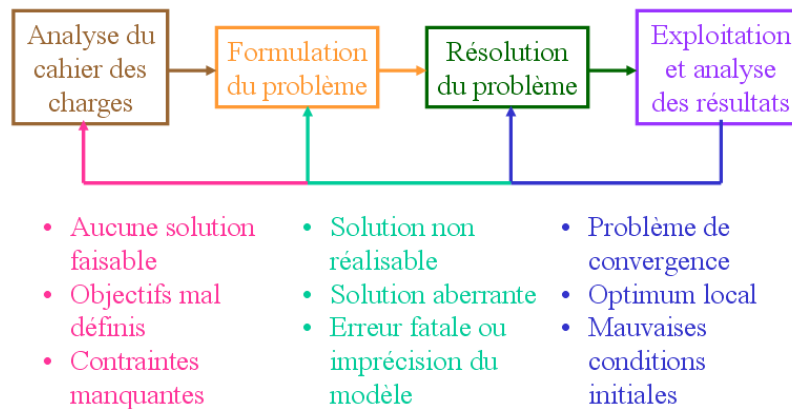 Analyse du
cahier des
charges
Formulation
du problème
Résolution
du problème
Exploitation
et analyse
des résultats
• Aucune solution
faisable
• Objectifs mal
définis
• Contraintes
manquantes
• Solution non
réalisable
• Solution aberrante
• Erreur fatale ou
imprécision du
modèle
• Problème de
convergence
• Optimum local
• Mauvaises
conditions
initiales